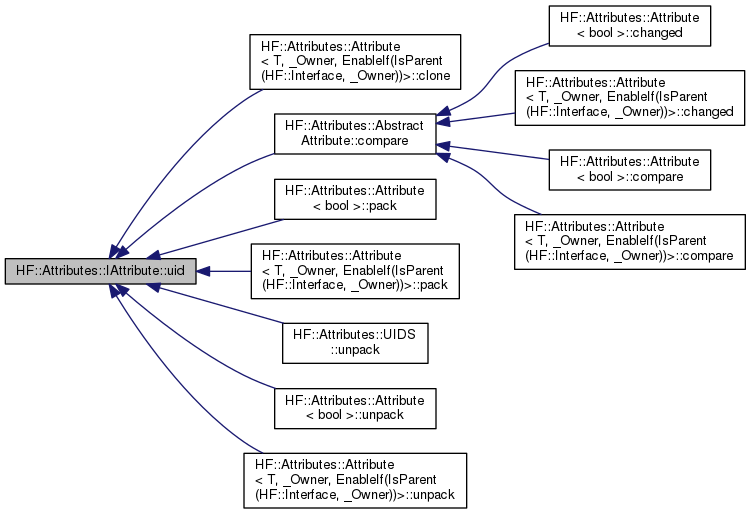 HF::Attributes::IAttribute::uid
HF::Attributes::Attribute
< T, _Owner, EnableIf(IsParent
(HF::Interface, _Owner))>::clone
HF::Attributes::Abstract
Attribute::compare
HF::Attributes::Attribute
< bool >::pack
HF::Attributes::Attribute
< T, _Owner, EnableIf(IsParent
(HF::Interface, _Owner))>::pack
HF::Attributes::UIDS
::unpack
HF::Attributes::Attribute
< bool >::unpack
HF::Attributes::Attribute
< T, _Owner, EnableIf(IsParent
(HF::Interface, _Owner))>::unpack
HF::Attributes::Attribute
< bool >::changed
HF::Attributes::Attribute
< T, _Owner, EnableIf(IsParent
(HF::Interface, _Owner))>::changed
HF::Attributes::Attribute
< bool >::compare
HF::Attributes::Attribute
< T, _Owner, EnableIf(IsParent
(HF::Interface, _Owner))>::compare